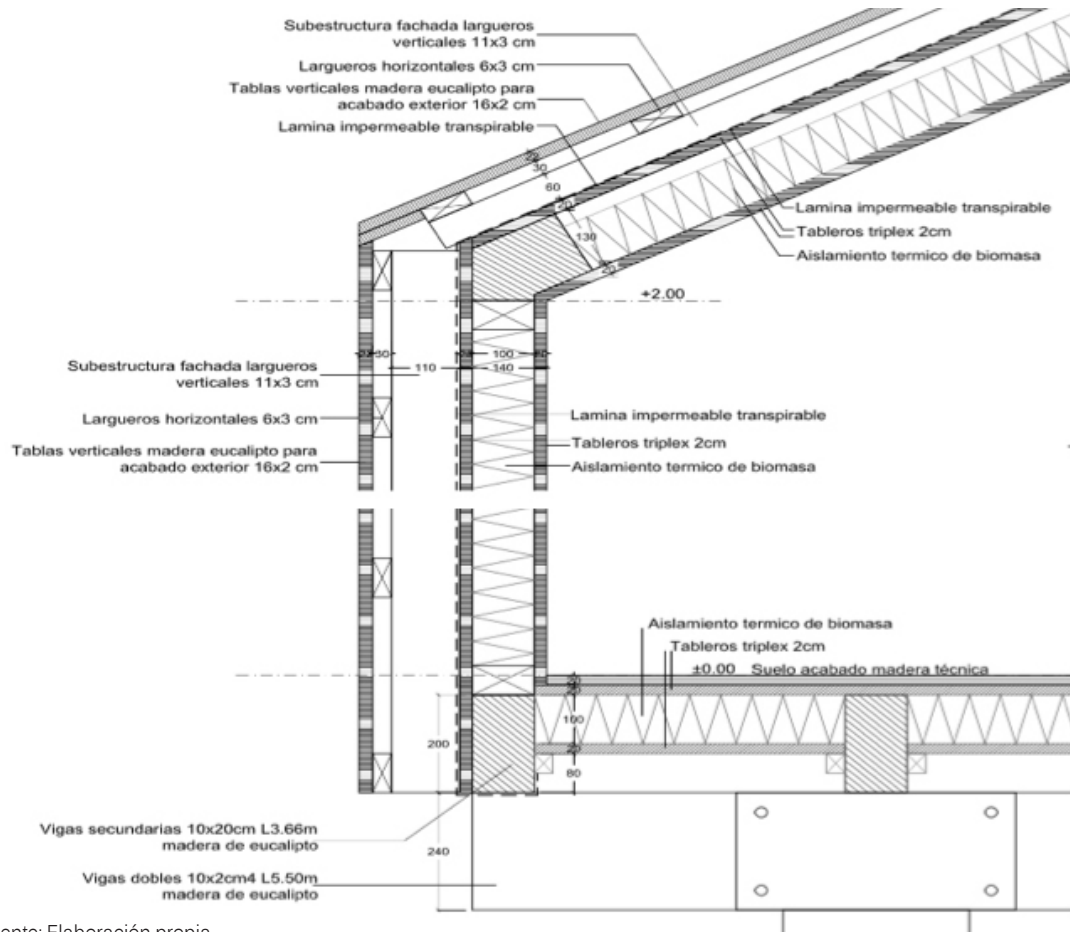 Subestructura fachada largueros
verticales 11x3 cm
Largueros horizontales 6x3 cm
Tablas verticales madera eucalipto para
acabado exterior 16x2 cm
Lamina impermeable transpirable
22
30
60
20
130
20
Lamina impermeable transpirable
Tableros triplex 2cm
Aislamiento termico de biomasa
+2.00
30
100
110
140
Subestructura fachada largueros
verticales 11x3 cm
Largueros horizontales 6x3 cm
Tablas verticales madera eucalipto para
acabado exterior 16x2 cm
Lamina impermeable transpirable
Tableros triplex 2cm
Aislamiento termico de biomasa
Aislamiento termico de biomasa
Tableros triplex 2cm
±0.00 Suelo acabado madera técnica
100
200
20
80
Vigas secundarias 10x20cm L3.66m
madera de eucalipto
240
Vigas dobles 10x2cm4 L5.50m
madera de eucalipto
Elaboración propia